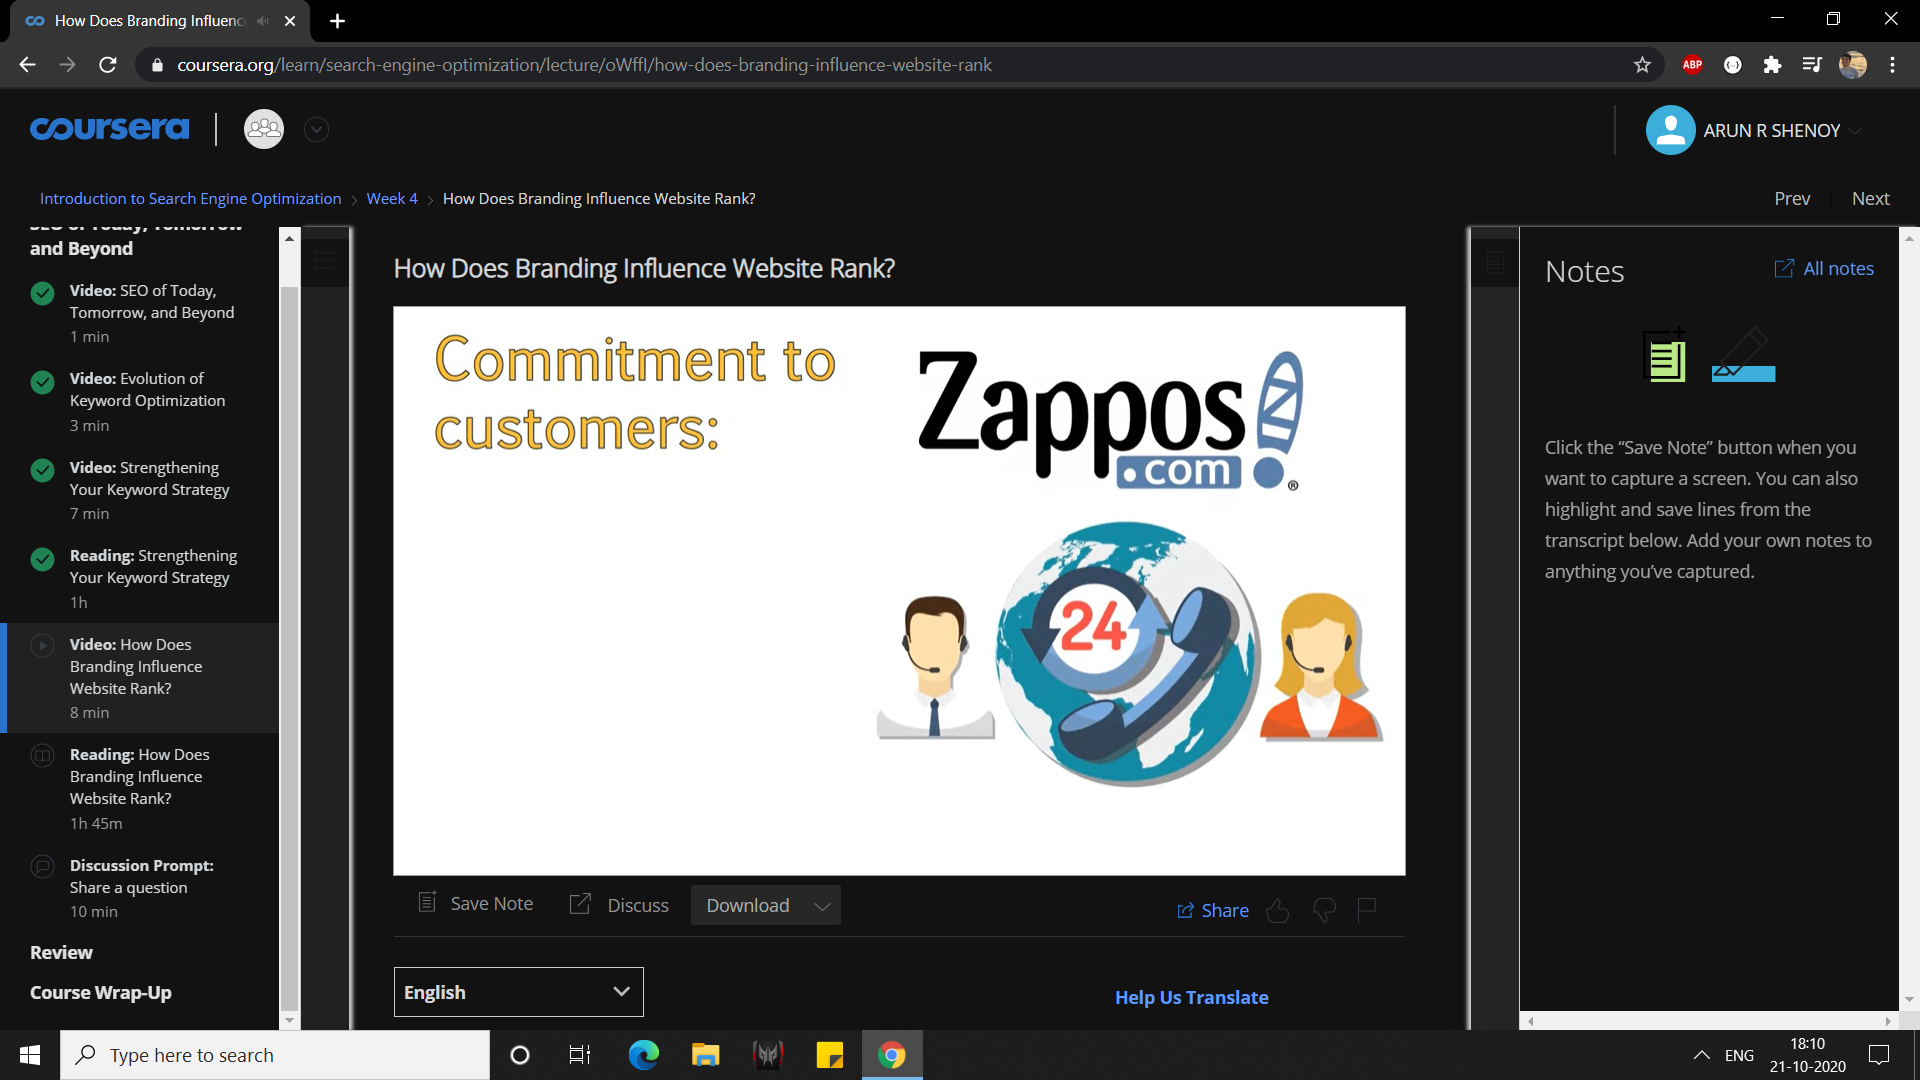 How Does Branding Influenc
coursera.org/learn/search-engine-optimization/lecture/oWffI/how-does-branding-influence-website-rank
ABP
coursera
ARUN R SHENOY
Introduction to Search Engine Optimization > Week 4 > How Does Branding Influence Website Rank?
Prev
Next
SEO of Today, Tomorrow
and Beyond
Video: SEO of Today,
Tomorrow, and Beyond
1 min
Video: Evolution of
Keyword Optimization
3 min
Video: Strengthening
Your Keyword Strategy
7 min
Reading: Strengthening
Your Keyword Strategy
1h
Video: How Does
Branding Influence
Website Rank?
8 min
Reading: How Does
Branding Influence
Website Rank?
1h 45m
Discussion Prompt:
Share a question
10 min
Review
Course Wrap-Up
How Does Branding Influence Website Rank?
Commitment to
customers:
Zappos
.com
®
24
Save Note
Discuss
Download
Share
English
Help Us Translate
Notes
All notes
Click the “Save Note” button when you
want to capture a screen. You can also
highlight and save lines from the
transcript below. Add your own notes to
anything you’ve captured.
Type here to search
ENG
18:10
21-10-2020